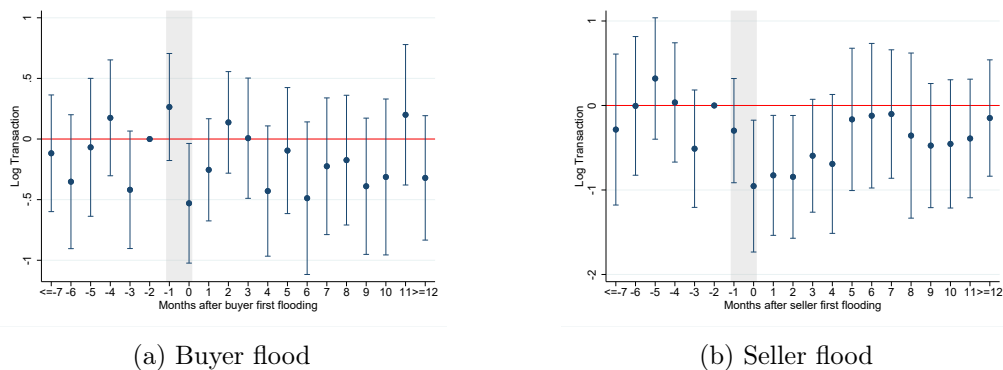 1
.5
0
-.5
-1
Log Transaction
<=-7 -6 -5 -4 -3 -2 -1 0 1 2 3 4 5 6 7 8 9 10 11 >=12
Months after buyer first flooding
(a) Buyer flood
1
0
-1
-2
Log Transaction
<=-7 -6 -5 -4 -3 -2 -1 0 1 2 3 4 5 6 7 8 9 10 11 >=12
Months after seller first flooding
(b) Seller flood